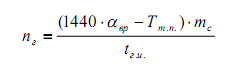 n_г = (1440 · α_вр − T_т.п.) · m_с / t_г.и.